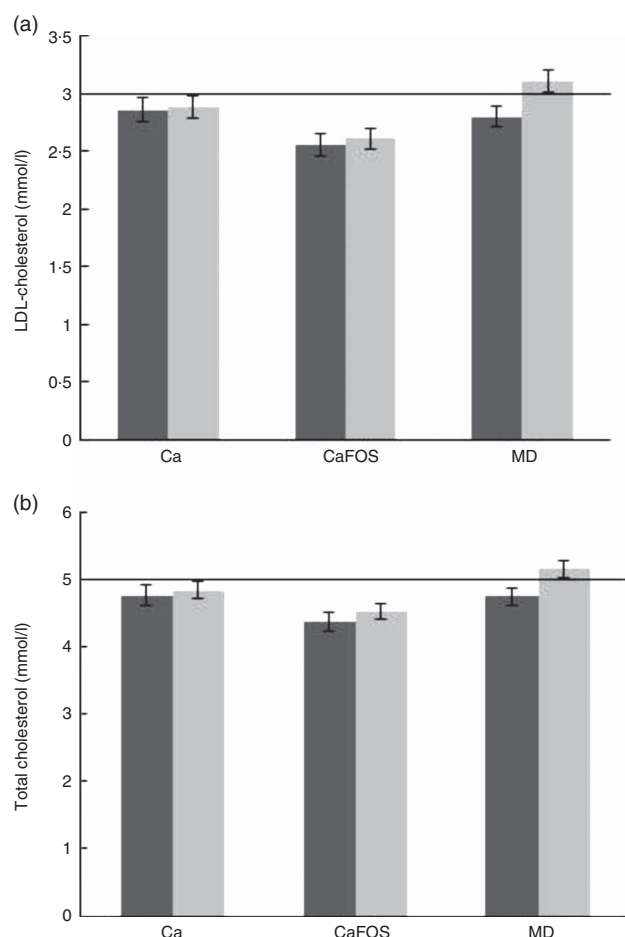 (a)
3·5
3
2·5
2
1·5
1
0·5
0
LDL-cholesterol (mmol/l)
Ca CaFOS MD
(b)
6
5
4
3
2
1
0
Total cholesterol (mmol/l)
Ca CaFOS MD